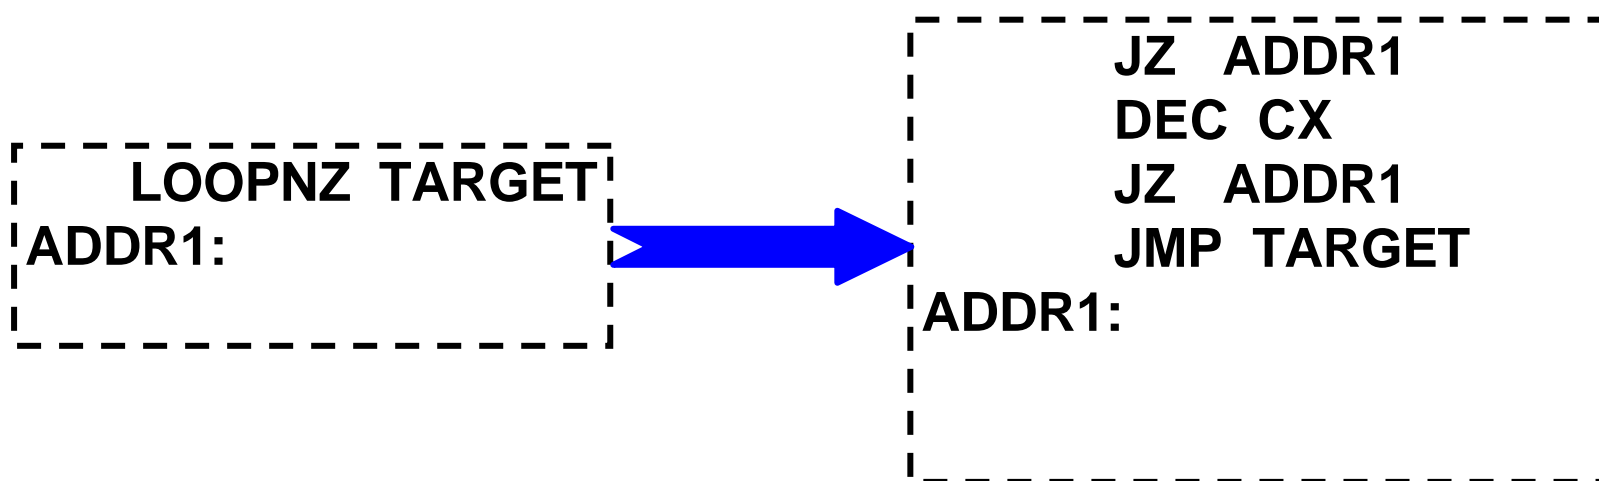 LOOPNZ TARGET
ADDR1:
JZ ADDR1
DEC CX
JZ ADDR1
JMP TARGET
ADDR1: